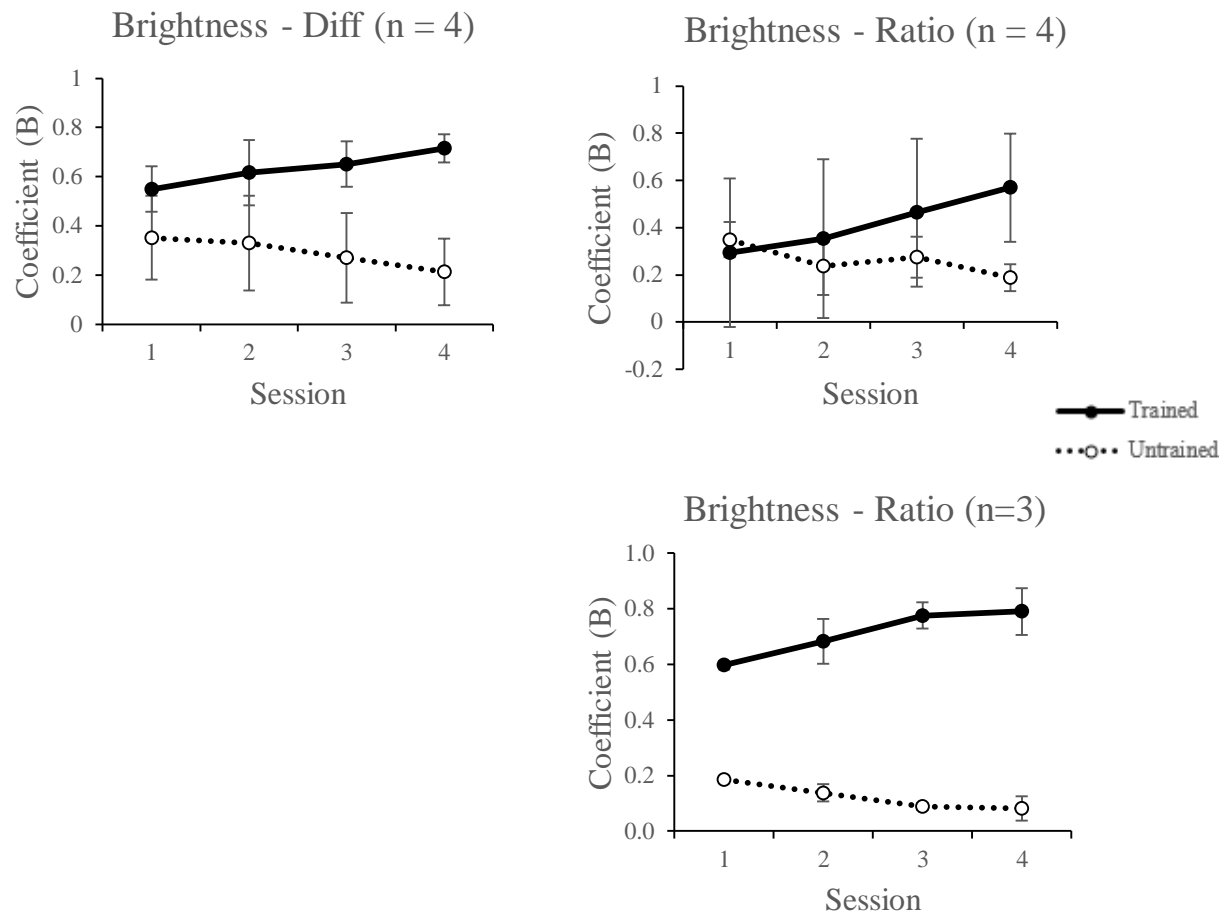 Brightness - Diff (n = 4)
1
0.8
0.6
0.4
0.2
0
Coefficient (B)
1 2 3 4
Session
Brightness - Ratio (n = 4)
1
0.8
0.6
0.4
0.2
0
-0.2
Coefficient (B)
1 2 3 4
Session
Trained
Untrained
Brightness - Ratio (n=3)
1.0
0.8
0.6
0.4
0.2
0.0
Coefficient (B)
1 2 3 4
Session